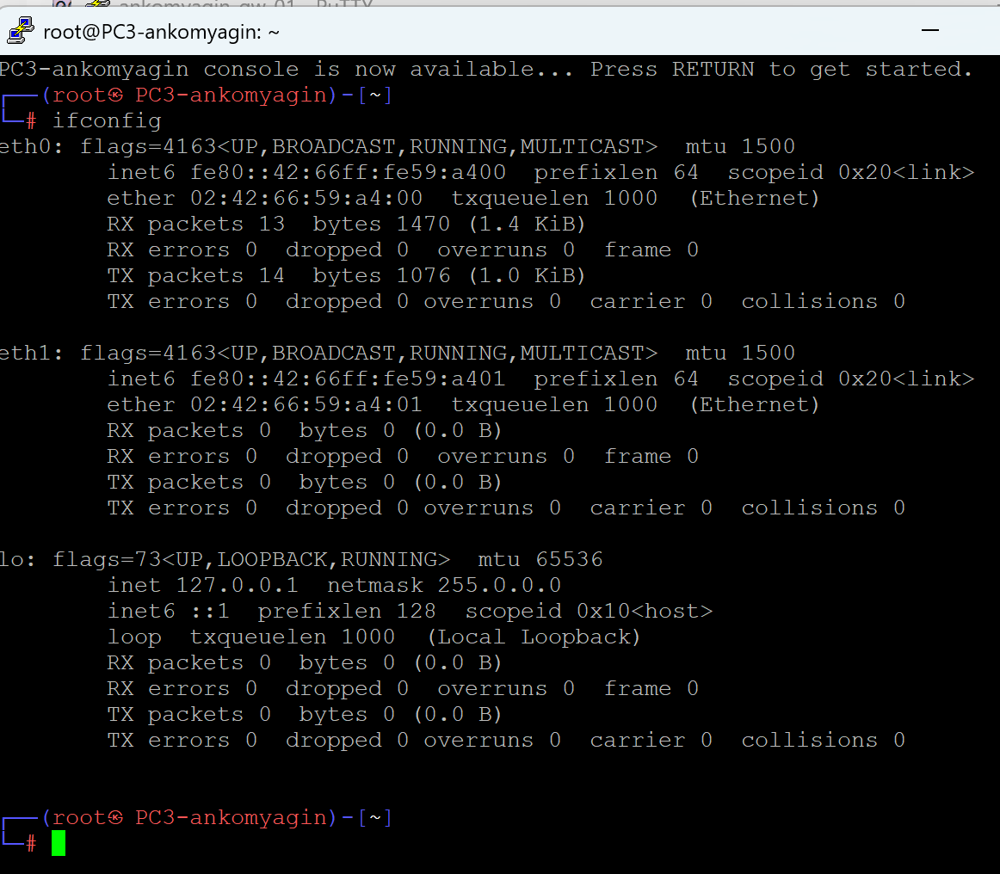 ankomyagin-gw-01 - PuTTY
root@PC3-ankomyagin: ~
PC3-ankomyagin console is now available... Press RETURN to get started.
┌──(root㉿ PC3-ankomyagin)-[~]
└─# ifconfig
eth0: flags=4163<UP,BROADCAST,RUNNING,MULTICAST>  mtu 1500
        inet6 fe80::42:66ff:fe59:a400  prefixlen 64  scopeid 0x20<link>
        ether 02:42:66:59:a4:00  txqueuelen 1000  (Ethernet)
        RX packets 13  bytes 1470 (1.4 KiB)
        RX errors 0  dropped 0  overruns 0  frame 0
        TX packets 14  bytes 1076 (1.0 KiB)
        TX errors 0  dropped 0 overruns 0  carrier 0  collisions 0
eth1: flags=4163<UP,BROADCAST,RUNNING,MULTICAST>  mtu 1500
        inet6 fe80::42:66ff:fe59:a401  prefixlen 64  scopeid 0x20<link>
        ether 02:42:66:59:a4:01  txqueuelen 1000  (Ethernet)
        RX packets 0  bytes 0 (0.0 B)
        RX errors 0  dropped 0  overruns 0  frame 0
        TX packets 0  bytes 0 (0.0 B)
        TX errors 0  dropped 0 overruns 0  carrier 0  collisions 0
lo: flags=73<UP,LOOPBACK,RUNNING>  mtu 65536
        inet 127.0.0.1  netmask 255.0.0.0
        inet6 ::1  prefixlen 128  scopeid 0x10<host>
        loop  txqueuelen 1000  (Local Loopback)
        RX packets 0  bytes 0 (0.0 B)
        RX errors 0  dropped 0  overruns 0  frame 0
        TX packets 0  bytes 0 (0.0 B)
        TX errors 0  dropped 0 overruns 0  carrier 0  collisions 0
┌──(root㉿ PC3-ankomyagin)-[~]
└─#